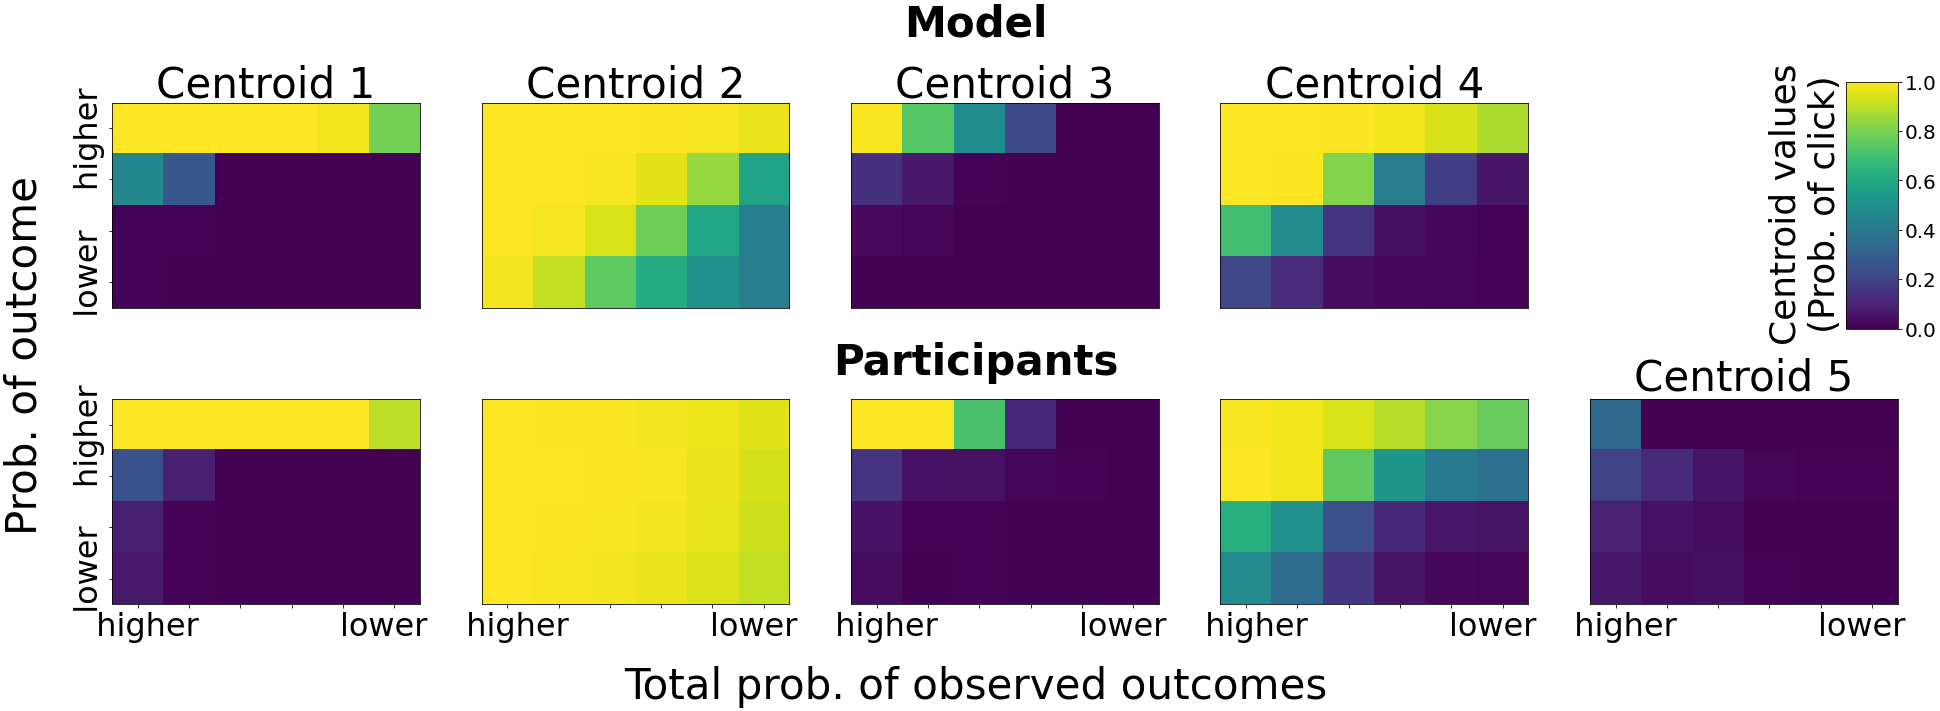 Model
Centroid 1
Centroid 2
Centroid 3
Centroid 4
Prob. of outcome
higher
lower
Centroid values
(Prob. of click)
1.0
0.8
0.6
0.4
0.2
0.0
Participants
Centroid 5
higher
lower
higher
lower
higher
lower
higher
lower
higher
lower
higher
lower
Total prob. of observed outcomes